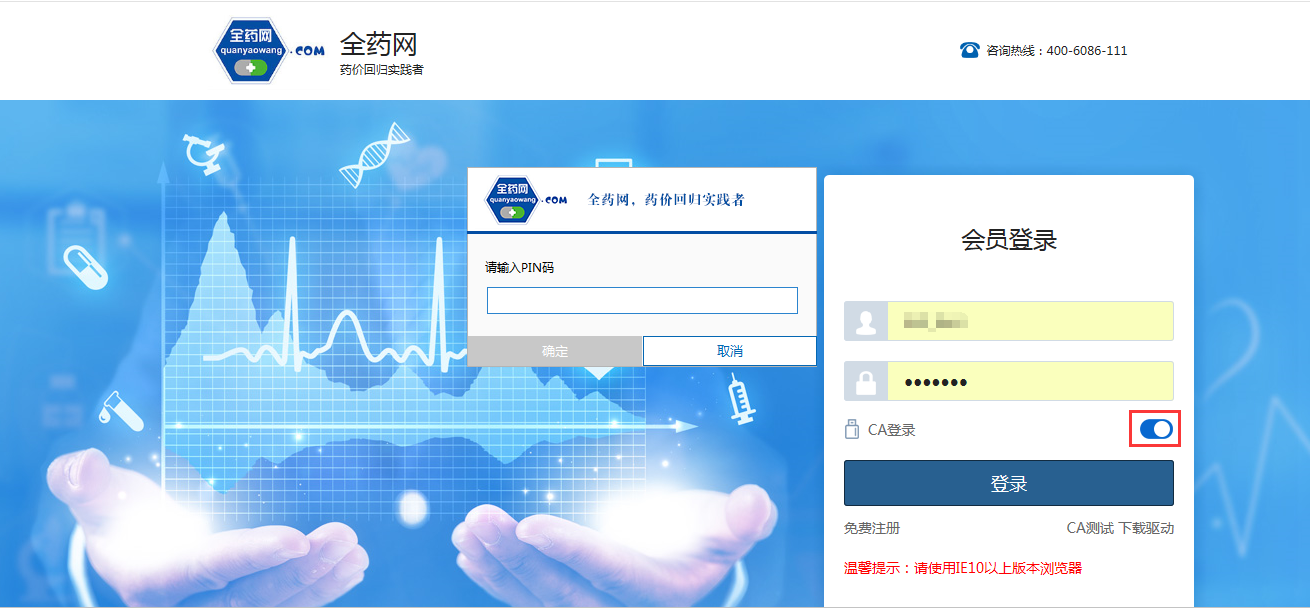 全药网
quanyaowang
.COM
全药网
药价回归实践者
咨询热线：400-6086-111
全药网
quanyaowang
.COM
全药网，药价回归实践者
请输入PIN码
确定
取消
会员登录
•••••••
CA登录
登录
免费注册
CA测试 下载驱动
温馨提示：请使用IE10以上版本浏览器